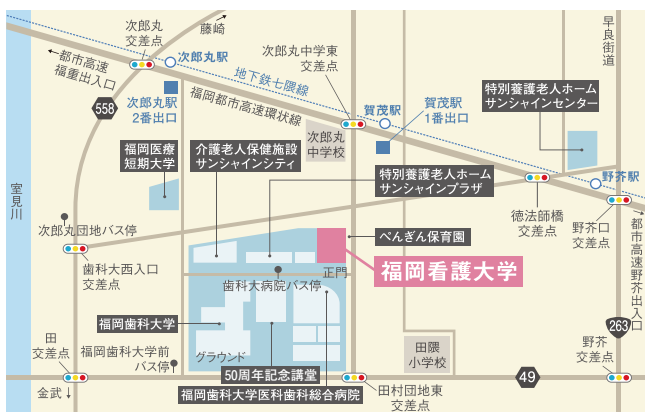 次郎丸
交差点
藤崎
都市高速
福重出入口
次郎丸駅
地下鉄七隈線
福岡都市高速環状線
次郎丸中学東
交差点
早良街道
558
次郎丸駅
2番出口
賀茂駅
賀茂駅
1番出口
特別養護老人ホーム
サンシャインセンター
福岡医療
短期大学
介護老人保健施設
サンシャインシティ
次郎丸
中学校
特別養護老人ホーム
サンシャインプラザ
野芥駅
室見川
次郎丸団地バス停
ぺんぎん保育園
徳法師橋
交差点
野芥口
交差点
都市高速野芥出入口
歯科大西入口
交差点
歯科大病院バス停
正門
福岡看護大学
福岡歯科大学
263
田
交差点
福岡歯科大学前
バス停
グラウンド
50周年記念講堂
福岡歯科大学医科歯科総合病院
田隈
小学校
野芥
交差点
49
金武
田村団地東
交差点